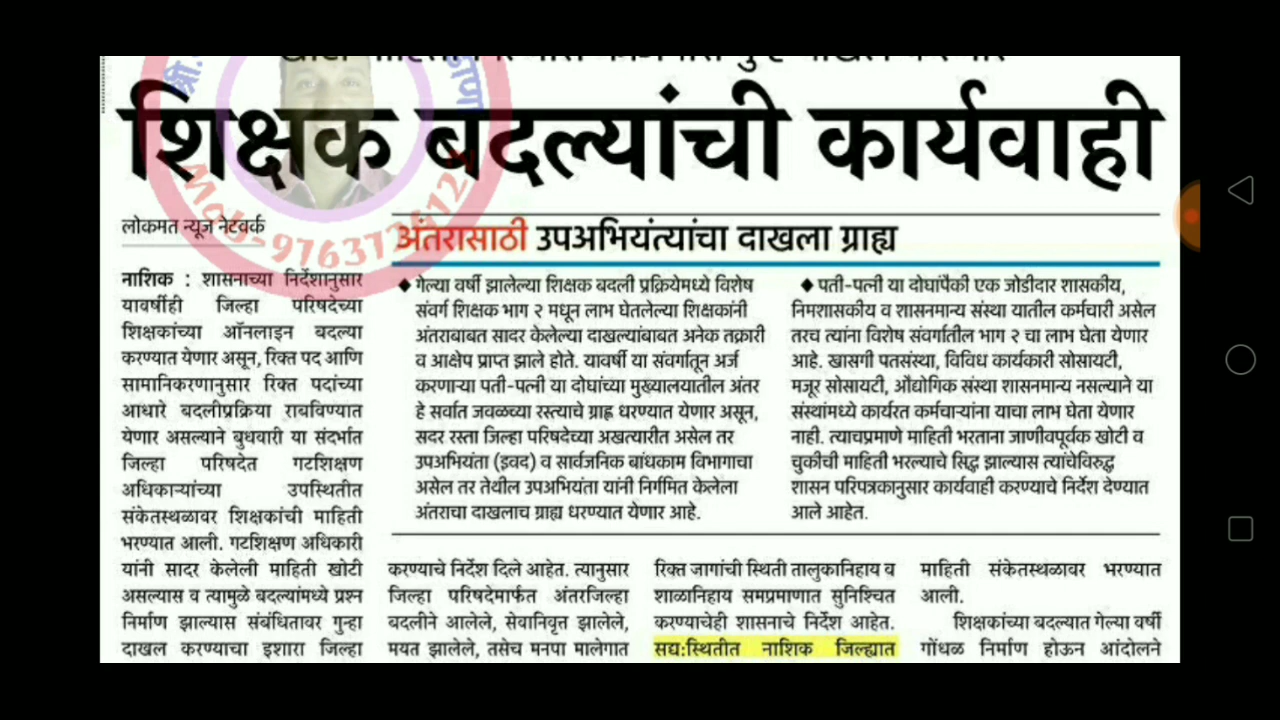 शिक्षक बदल्यांची कार्यवाही
लोकमत न्यूज नेटवर्क
नाशिक : शासनाच्या निर्देशानुसार
यावर्षीही जिल्हा परिषदेच्या
शिक्षकांच्या ऑनलाइन बदल्या
करण्यात येणार असून, रिक्त पद आणि
सामानिकरणानुसार रिक्त पदांच्या
आधारे बदलीप्रक्रिया राबविण्यात
येणार असल्याने बुधवारी या संदर्भात
जिल्हा परिषदेत गटशिक्षण
अधिकाऱ्यांच्या उपस्थितीत
संकेतस्थळावर शिक्षकांची माहिती
भरण्यात आली. गटशिक्षण अधिकारी
यांनी सादर केलेली माहिती खोटी
असल्यास व त्यामुळे बदल्यांमध्ये प्रश्न
निर्माण झाल्यास संबंधितावर गुन्हा
दाखल करण्याचा इशारा जिल्हा
अंतरासाठी उपअभियंत्यांचा दाखला ग्राह्य
◆ गेल्या वर्षी झालेल्या शिक्षक बदली प्रक्रियेमध्ये विशेष
संवर्ग शिक्षक भाग २ मधून लाभ घेतलेल्या शिक्षकांनी
अंतराबाबत सादर केलेल्या दाखल्यांबाबत अनेक तक्रारी
व आक्षेप प्राप्त झाले होते. यावर्षी या संवर्गातून अर्ज
करणाऱ्या पती-पत्नी या दोघांच्या मुख्यालयातील अंतर
हे सर्वात जवळच्या रस्त्याचे ग्राह्य धरण्यात येणार असून,
सदर रस्ता जिल्हा परिषदेच्या अखत्यारीत असेल तर
उपअभियंता (इवद) व सार्वजनिक बांधकाम विभागाचा
असेल तर तेथील उपअभियंता यांनी निर्गमित केलेला
अंतराचा दाखलाच ग्राह्य धरण्यात येणार आहे.
◆ पती-पत्नी या दोघांपैकी एक जोडीदार शासकीय,
निमशासकीय व शासनमान्य संस्था यातील कर्मचारी असेल
तरच त्यांना विशेष संवर्गातील भाग २ चा लाभ घेता येणार
आहे. खासगी पतसंस्था, विविध कार्यकारी सोसायटी,
मजूर सोसायटी, औद्योगिक संस्था शासनमान्य नसल्याने या
संस्थांमध्ये कार्यरत कर्मचाऱ्यांना याचा लाभ घेता येणार
नाही. त्याचप्रमाणे माहिती भरताना जाणीवपूर्वक खोटी व
चुकीची माहिती भरल्याचे सिद्ध झाल्यास त्यांचेविरुद्ध
शासन परिपत्रकानुसार कार्यवाही करण्याचे निर्देश देण्यात
आले आहेत.
करण्याचे निर्देश दिले आहेत. त्यानुसार
जिल्हा परिषदेमार्फत अंतरजिल्हा
बदलीने आलेले, सेवानिवृत्त झालेले,
मयत झालेले, तसेच मनपा मालेगात
रिक्त जागांची स्थिती तालुकानिहाय व
शाळानिहाय समप्रमाणात सुनिश्चित
करण्याचेही शासनाचे निर्देश आहेत.
सद्य:स्थितीत नाशिक जिल्ह्यात
माहिती संकेतस्थळावर भरण्यात
आली.
शिक्षकांच्या बदल्यात गेल्या वर्षी
गोंधळ निर्माण होऊन आंदोलने